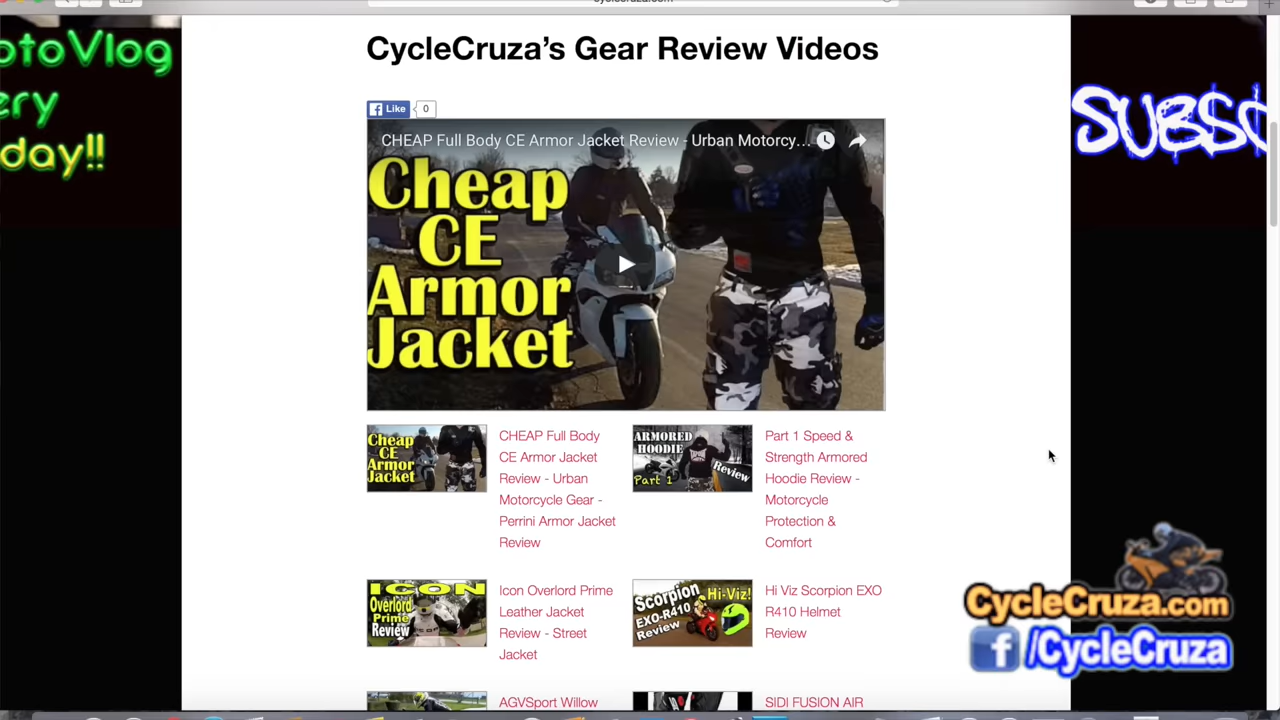 otoVlog
ery
day!!
CycleCruza's Gear Review Videos
SUBSC
Like
0
CHEAP Full Body CE Armor Jacket Review - Urban Motorcy...
Cheap
CE
Armor
Jacket
Cheap
CE
Armor
Jacket
CHEAP Full Body
CE Armor Jacket
Review - Urban
Motorcycle Gear -
Perrini Armor Jacket
Review
ARMORED
HOODIE
Review
Part 1
Part 1 Speed &
Strength Armored
Hoodie Review -
Motorcycle
Protection &
Comfort
ICON
Overlord
Prime
Review
Icon Overlord Prime
Leather Jacket
Review - Street
Jacket
Scorpion
Hi-Viz!
EXO-R410
Review
Hi Viz Scorpion EXO
R410 Helmet
Review
AGVSport Willow
SIDI FUSION AIR
CycleCruza.com
f /CycleCruza